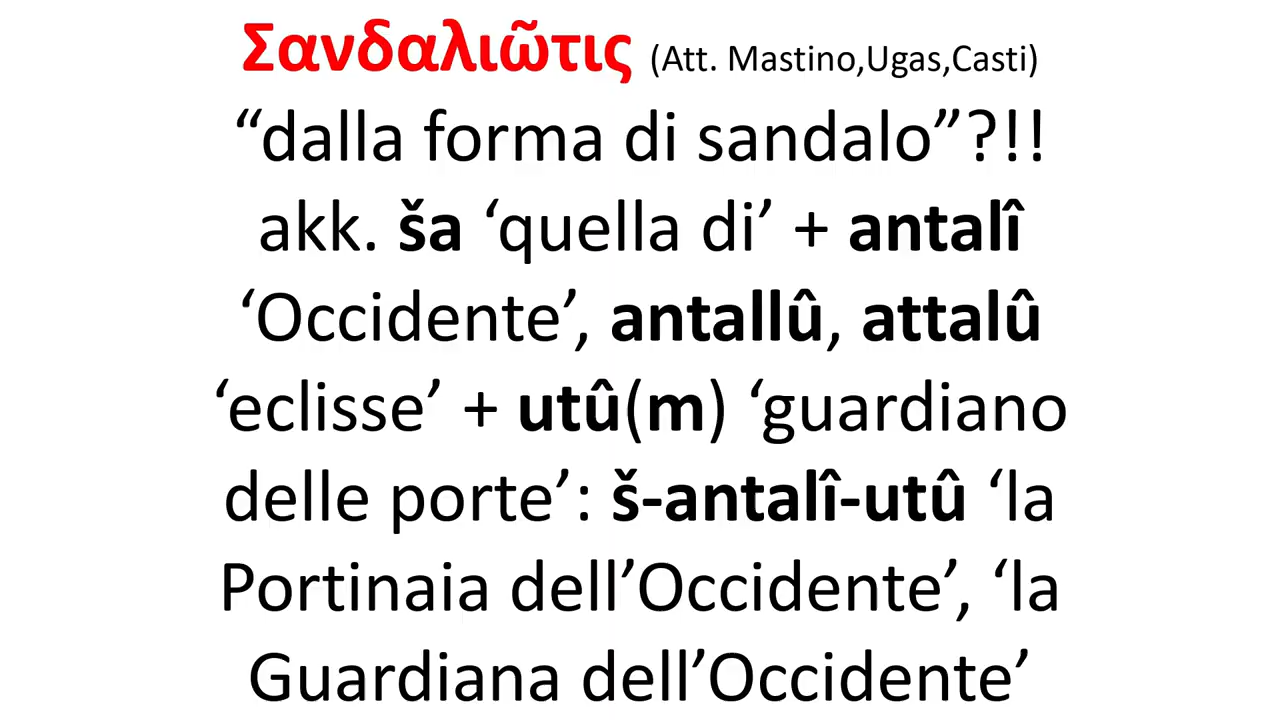 Σανδαλιῶτις (Att. Mastino,Ugas,Casti)
“dalla forma di sandalo”?!!
akk. ša ‘quella di’ + antalî
‘Occidente’, antallû, attalû
‘eclisse’ + utû(m) ‘guardiano
delle porte’: š-antalî-utû ‘la
Portinaia dell’Occidente’, ‘la
Guardiana dell’Occidente’